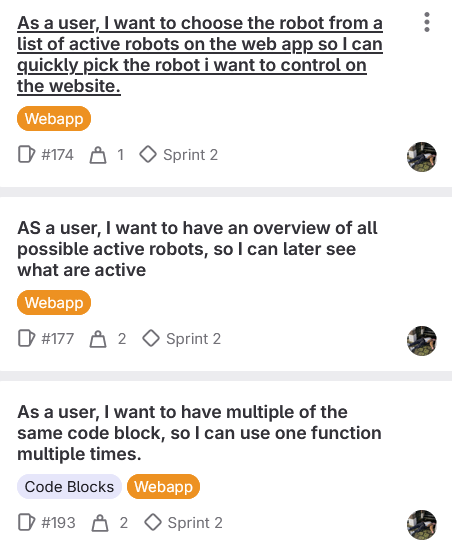 As a user, I want to choose the robot from a
list of active robots on the web app so I can
quickly pick the robot i want to control on
the website.
Webapp
#174 1 Sprint 2
AS a user, I want to have an overview of all
possible active robots, so I can later see
what are active
Webapp
#177 2 Sprint 2
As a user, I want to have multiple of the
same code block, so I can use one function
multiple times.
Code Blocks Webapp
#193 2 Sprint 2